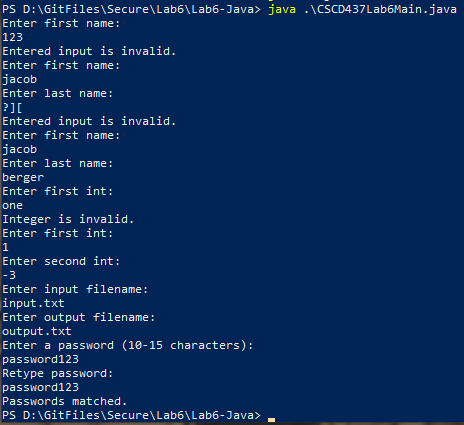 PS D:\GitFiles\Secure\Lab6\Lab6-Java> java .\CSCD437Lab6Main.java
Enter first name:
123
Entered input is invalid.
Enter first name:
jacob
Enter last name:
?][
Entered input is invalid.
Enter first name:
jacob
Enter last name:
berger
Enter first int:
one
Integer is invalid.
Enter first int:
1
Enter second int:
-3
Enter input filename:
input.txt
Enter output filename:
output.txt
Enter a password (10-15 characters):
password123
Retype password:
password123
Passwords matched.
PS D:\GitFiles\Secure\Lab6\Lab6-Java>